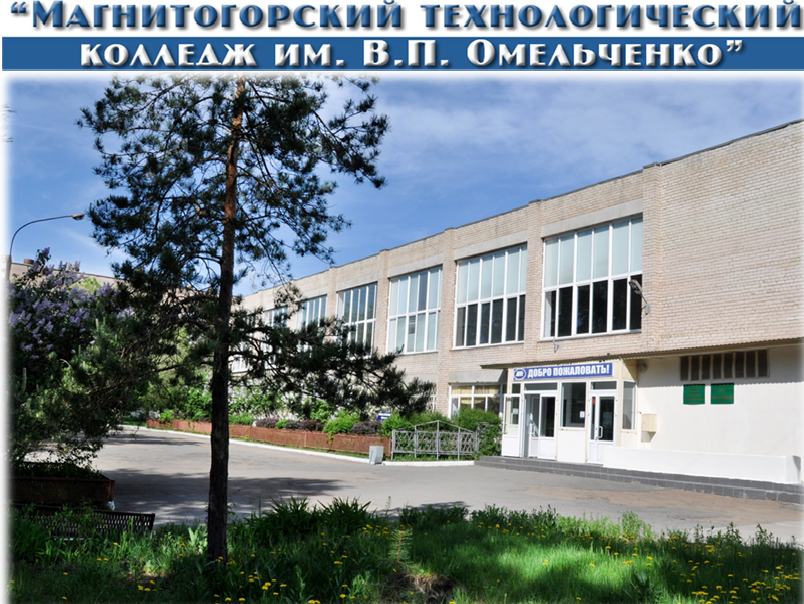 “Магнитогорский технологический
колледж им. В.П. Омельченко”
ДОБРО ПОЖАЛОВАТЬ!